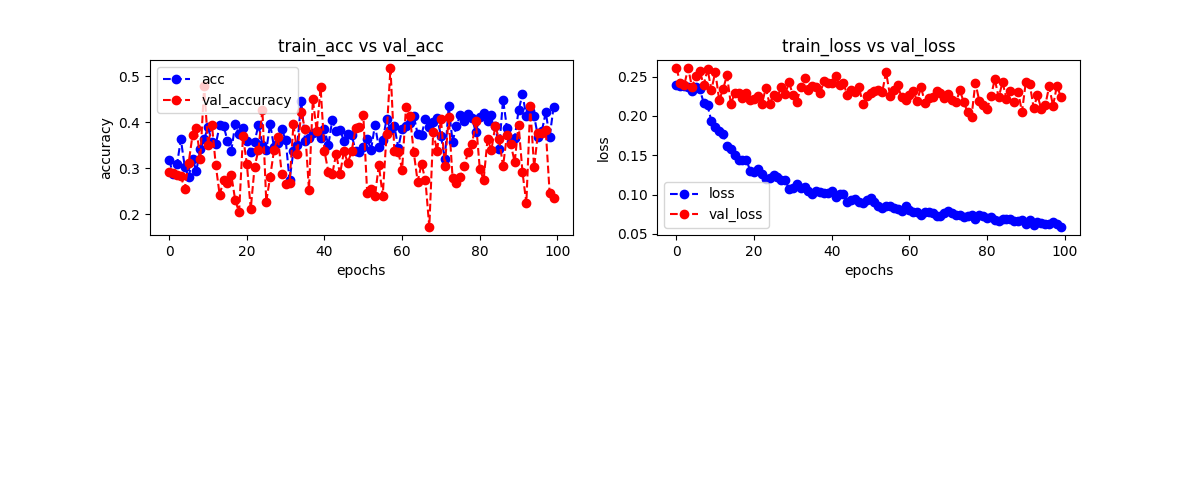 train_acc vs val_acc
accuracy
0.5
0.4
0.3
0.2
acc
val_accuracy
0 20 40 60 80 100
epochs
train_loss vs val_loss
loss
0.25
0.20
0.15
0.10
0.05
loss
val_loss
0 20 40 60 80 100
epochs